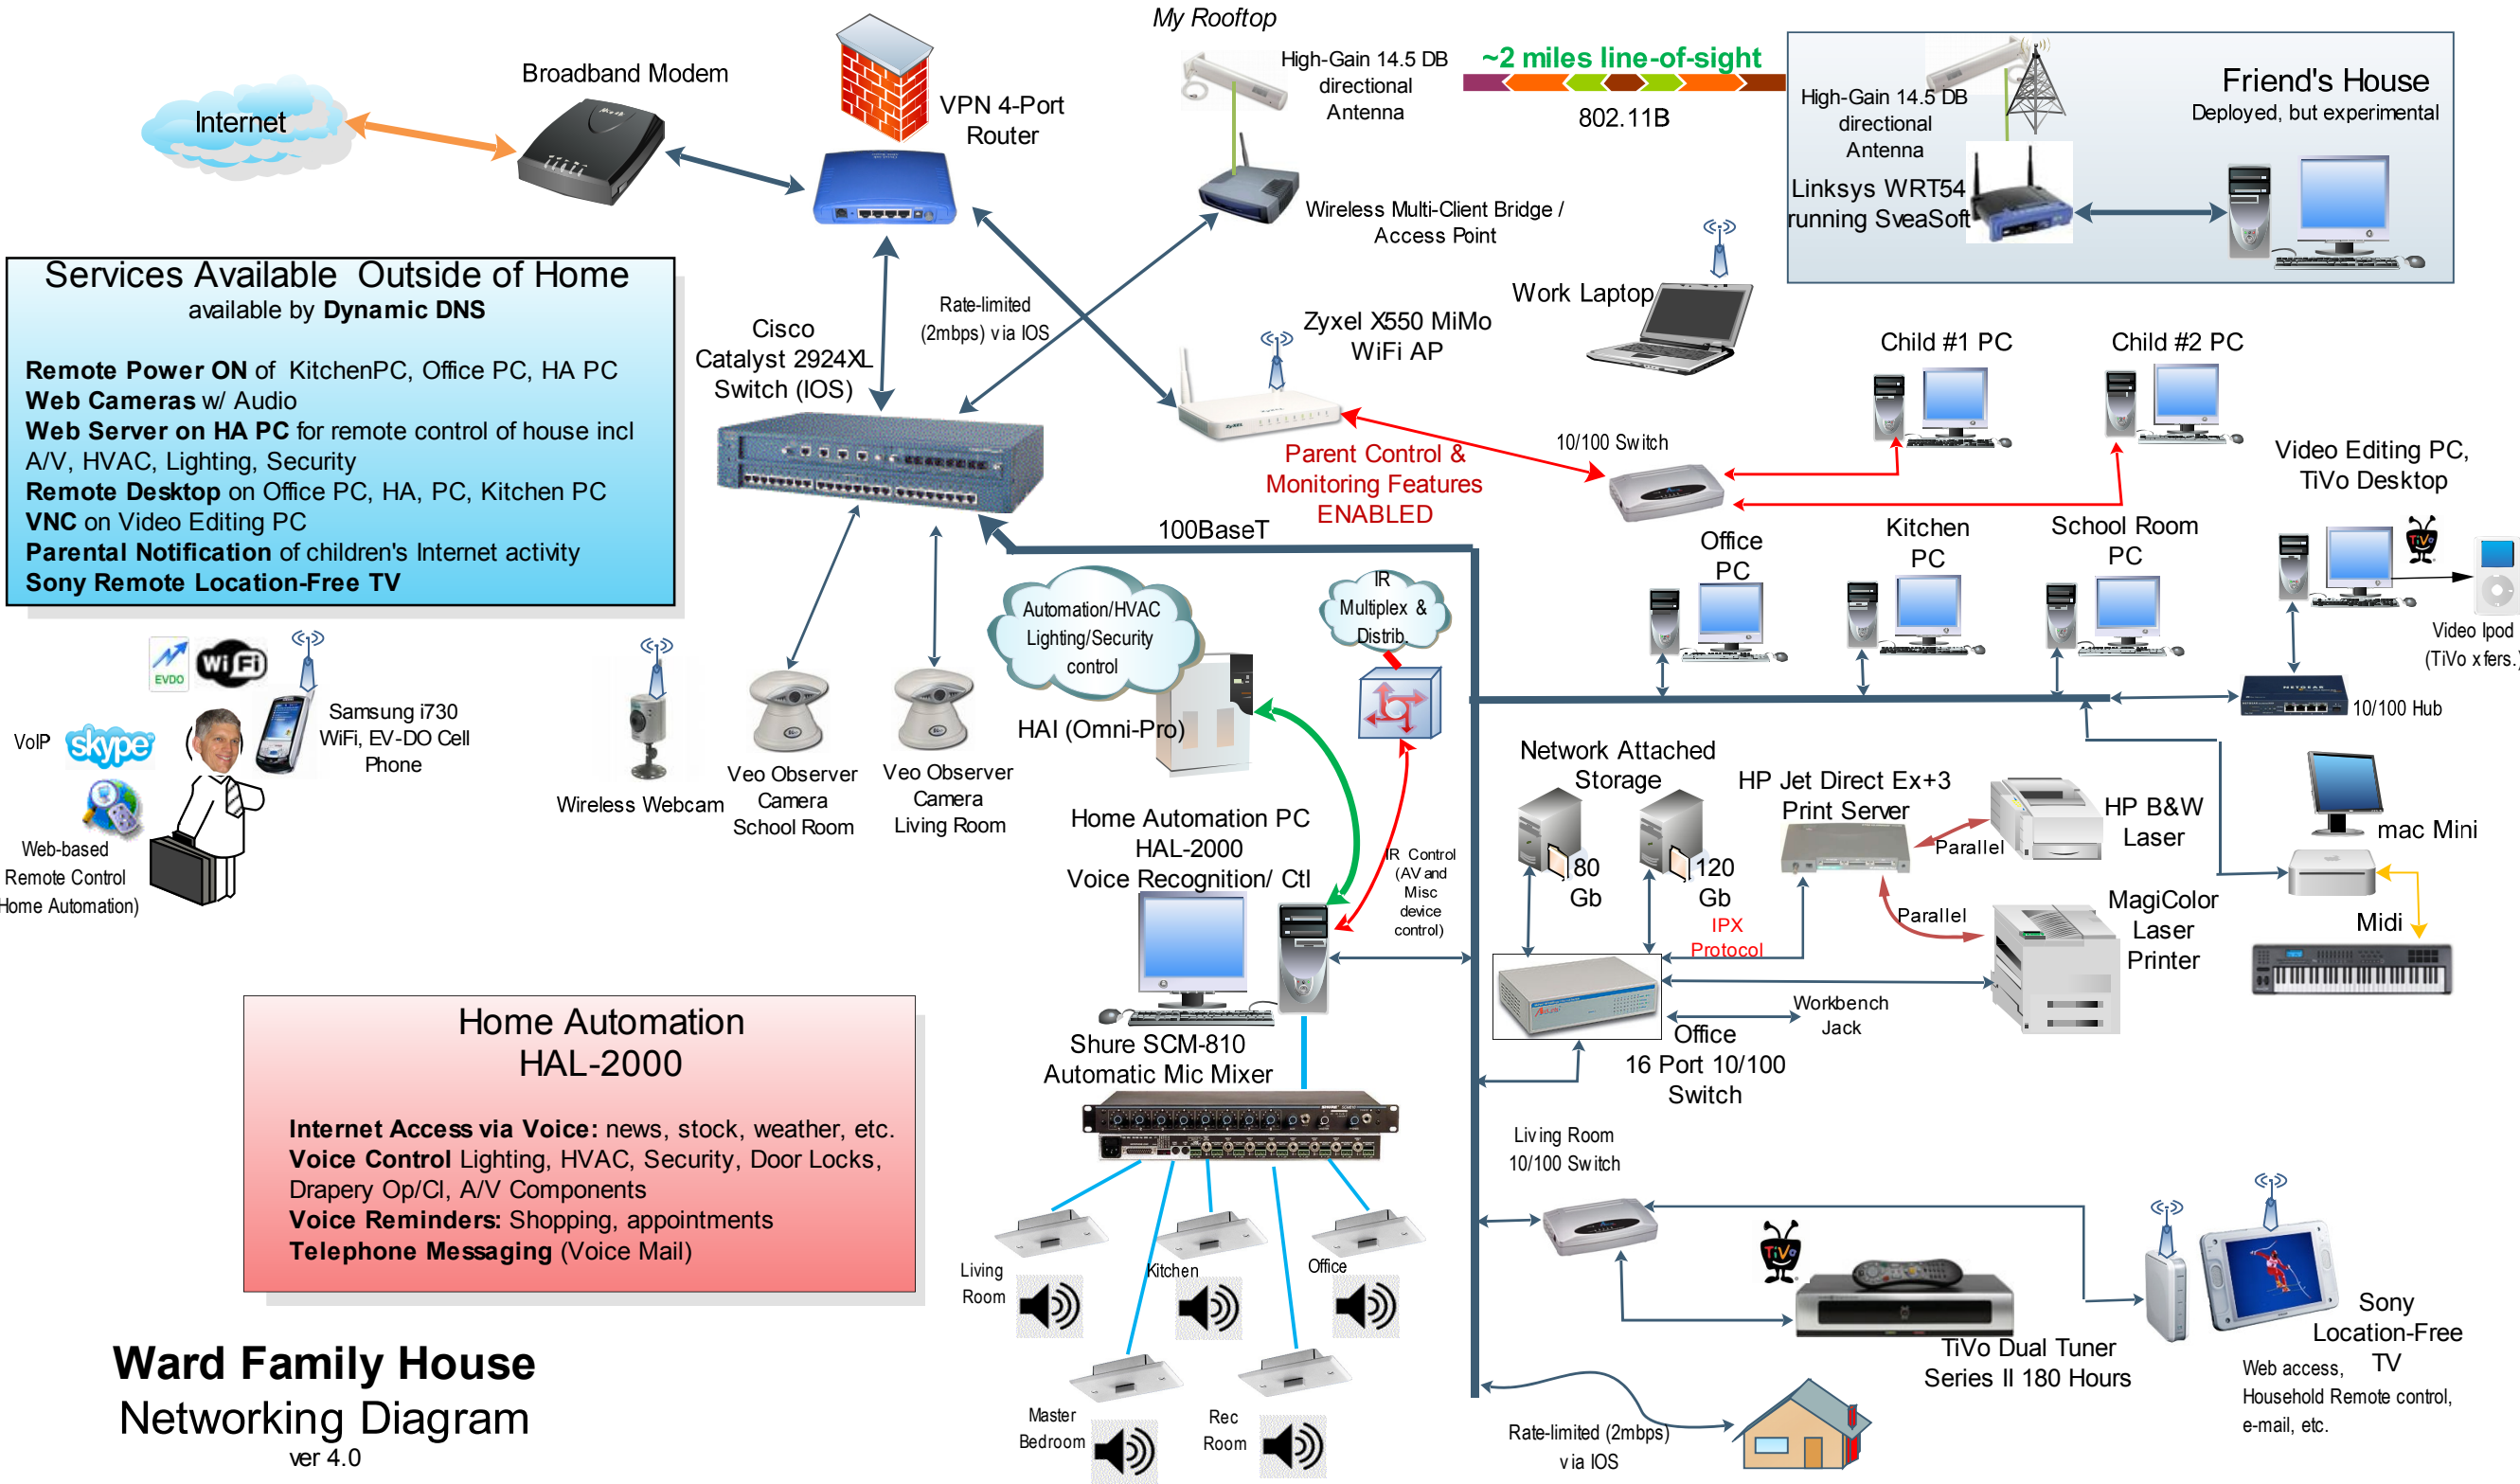 My Rooftop
Internet
Broadband Modem
VPN 4-Port
Router
High-Gain 14.5 DB
directional
Antenna
~2 miles line-of-sight
802.11B
High-Gain 14.5 DB
directional
Antenna
Friend's House
Deployed, but experimental
Linksys WRT54
running SveaSoft
Wireless Multi-Client Bridge /
Access Point
Services Available Outside of Home
available by Dynamic DNS
Remote Power ON of KitchenPC, Office PC, HA PC
Web Cameras w/ Audio
Web Server on HA PC for remote control of house incl
A/V, HVAC, Lighting, Security
Remote Desktop on Office PC, HA, PC, Kitchen PC
VNC on Video Editing PC
Parental Notification of children's Internet activity
Sony Remote Location-Free TV
Rate-limited
(2mbps) via IOS
Cisco
Catalyst 2924XL
Switch (IOS)
Zyxel X550 MiMo
WiFi AP
Work Laptop
Parent Control &
Monitoring Features
ENABLED
10/100 Switch
Child #1 PC
Child #2 PC
Video Editing PC,
TiVo Desktop
100BaseT
Office
PC
Kitchen
PC
School Room
PC
TiVo
Video Ipod
(TiVo xfers.)
NETGEAR
10/100 Hub
Automation/HVAC
Lighting/Security
control
HAI (Omni-Pro)
IR
Multiplex &
Distrib.
EVDO
Wi Fi
VoIP
skype
Samsung i730
WiFi, EV-DO Cell
Phone
Web-based
Remote Control
Home Automation)
Wireless Webcam
Veo Observer
Camera
School Room
Veo Observer
Camera
Living Room
Home Automation PC
HAL-2000
Voice Recognition/ Ctl
IR Control
(AV and
Misc
device
control)
Network Attached
Storage
80
Gb
120
Gb
IPX
Protocol
HP Jet Direct Ex+3
Print Server
Parallel
HP B&W
Laser
Parallel
MagiColor
Laser
Printer
mac Mini
Midi
Workbench
Jack
Office
16 Port 10/100
Switch
Home Automation
HAL-2000
Internet Access via Voice: news, stock, weather, etc.
Voice Control Lighting, HVAC, Security, Door Locks,
Drapery Op/Cl, A/V Components
Voice Reminders: Shopping, appointments
Telephone Messaging (Voice Mail)
Shure SCM-810
Automatic Mic Mixer
Living
Room
Kitchen
Office
Master
Bedroom
Rec
Room
Living Room
10/100 Switch
TiVo
TiVo Dual Tuner
Series II 180 Hours
Sony
Location-Free
TV
Web access,
Household Remote control,
e-mail, etc.
Rate-limited (2mbps)
via IOS
Ward Family House
Networking Diagram
ver 4.0